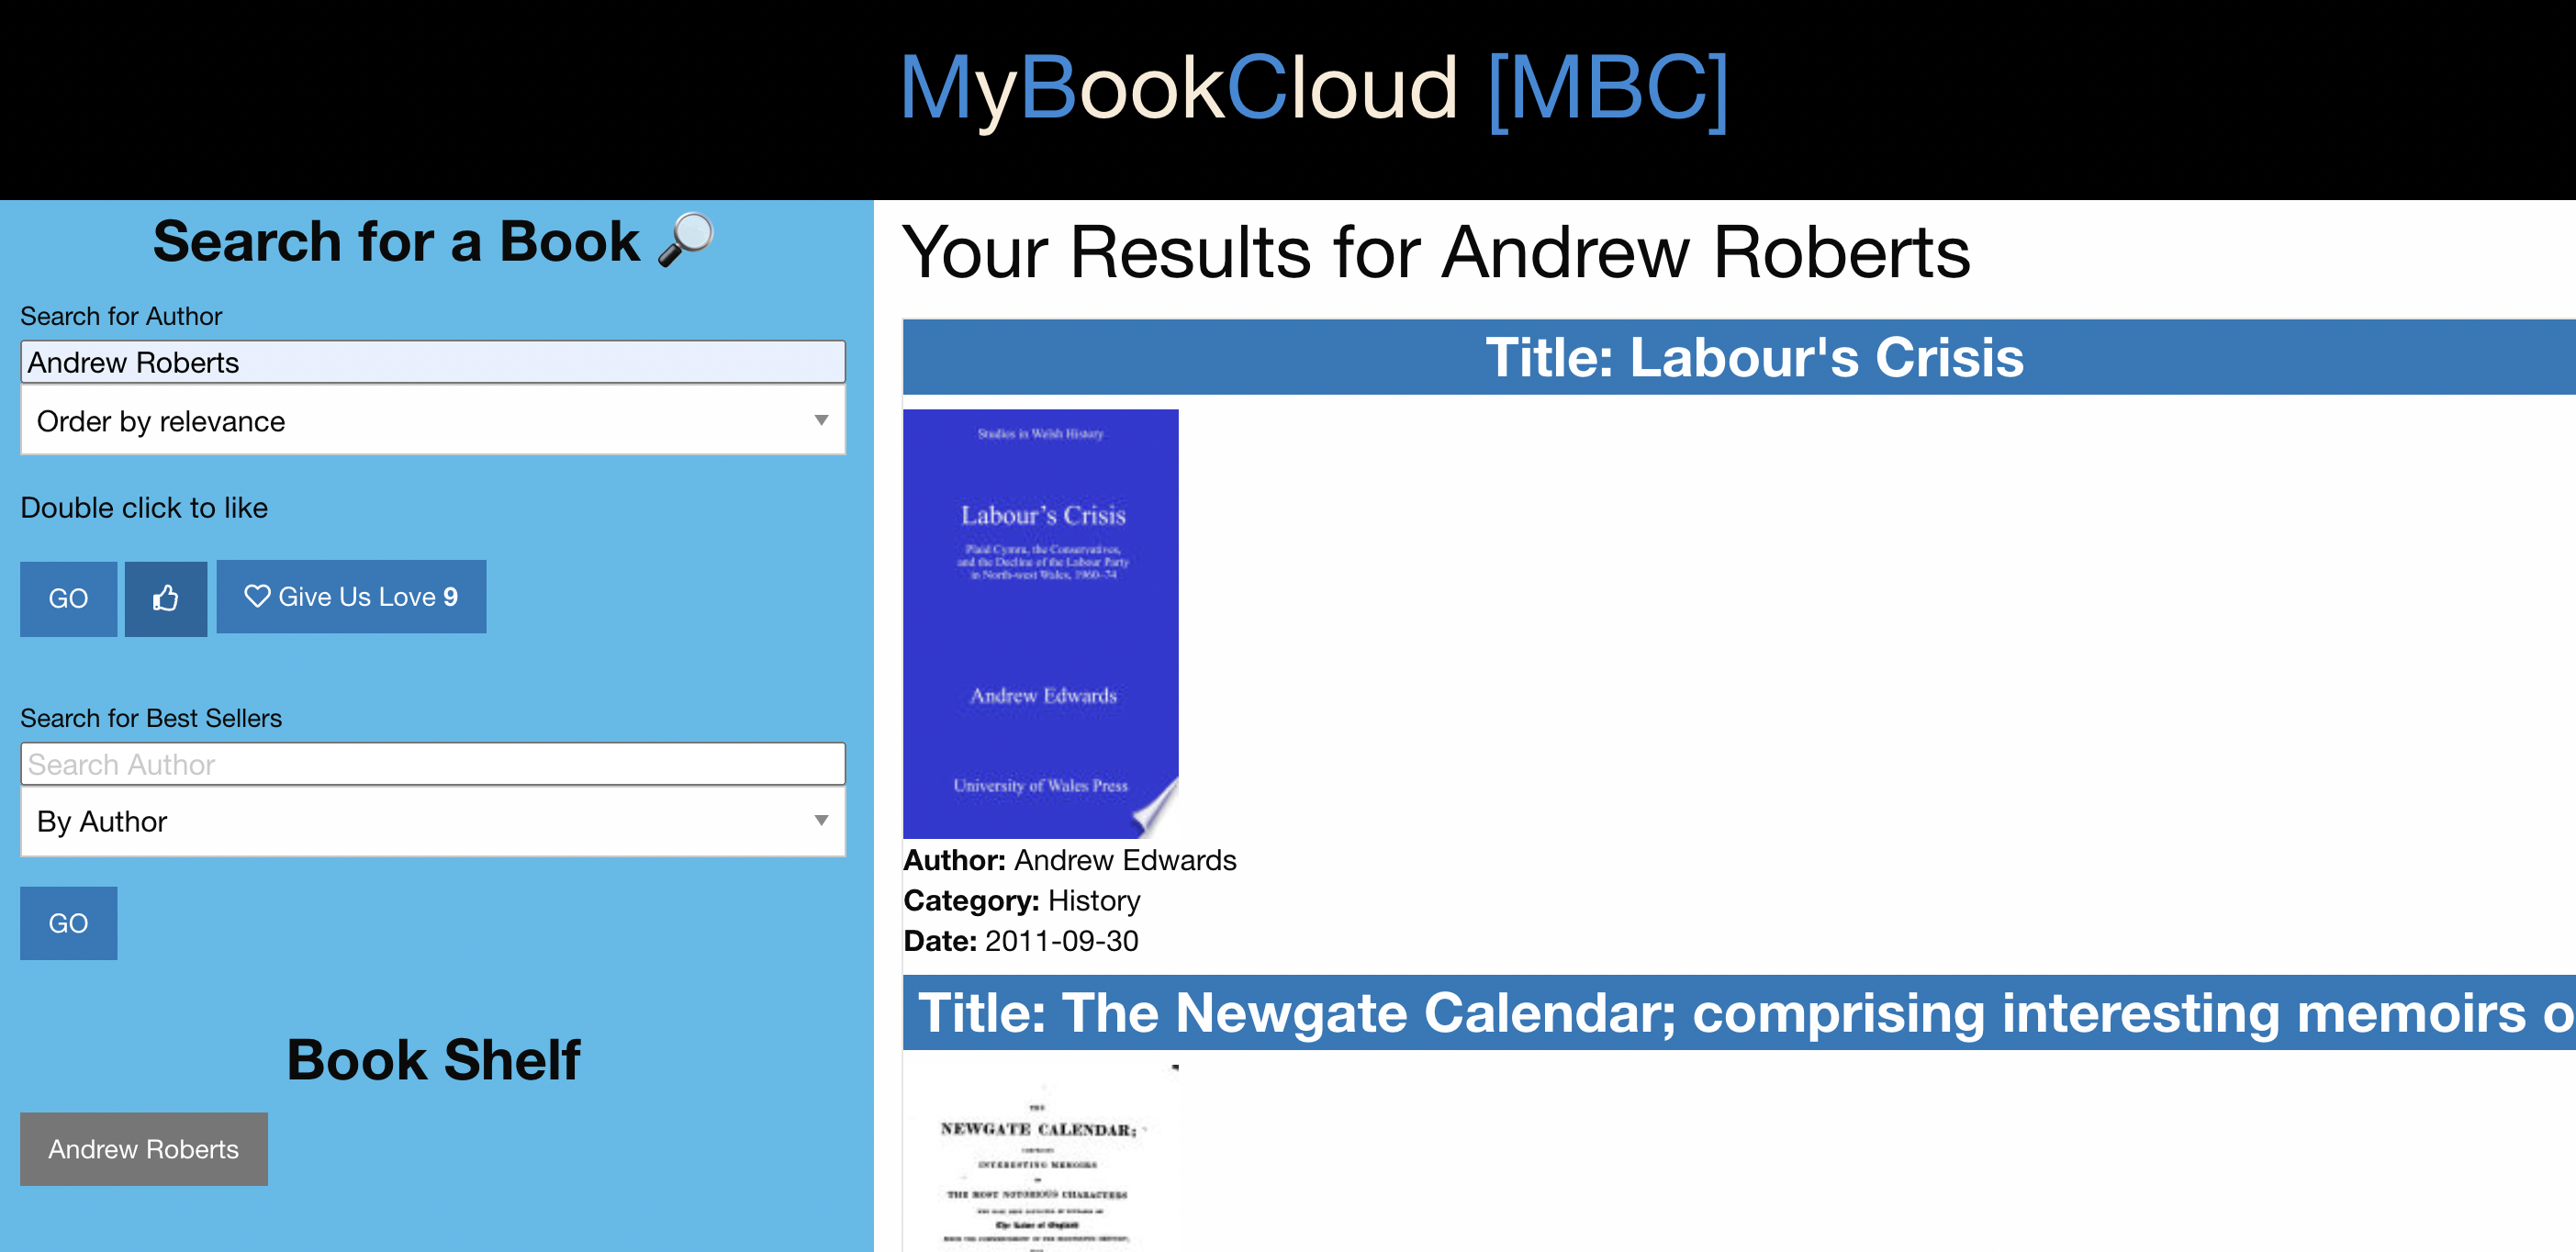 MyBookCloud [MBC]
Search for a Book
Search for Author
Andrew Roberts
Order by relevance
Double click to like
GO
Give Us Love 9
Search for Best Sellers
Search Author
By Author
GO
Book Shelf
Andrew Roberts
Your Results for Andrew Roberts
Title: Labour's Crisis
Studies in Welsh History
Labour's Crisis
Plaid Cymru, the Conservatives,
and the Decline of the Labour Party
in North-west Wales, 1960–74
Andrew Edwards
University of Wales Press
Author: Andrew Edwards
Category: History
Date: 2011-09-30
Title: The Newgate Calendar; comprising interesting memoirs o
THE
NEWGATE CALENDAR;
INTERESTING MEMOIRS
THE MOST NOTORIOUS CHARACTERS
The Laws of England